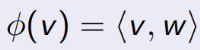 ϕ(v) = ⟨v, w⟩